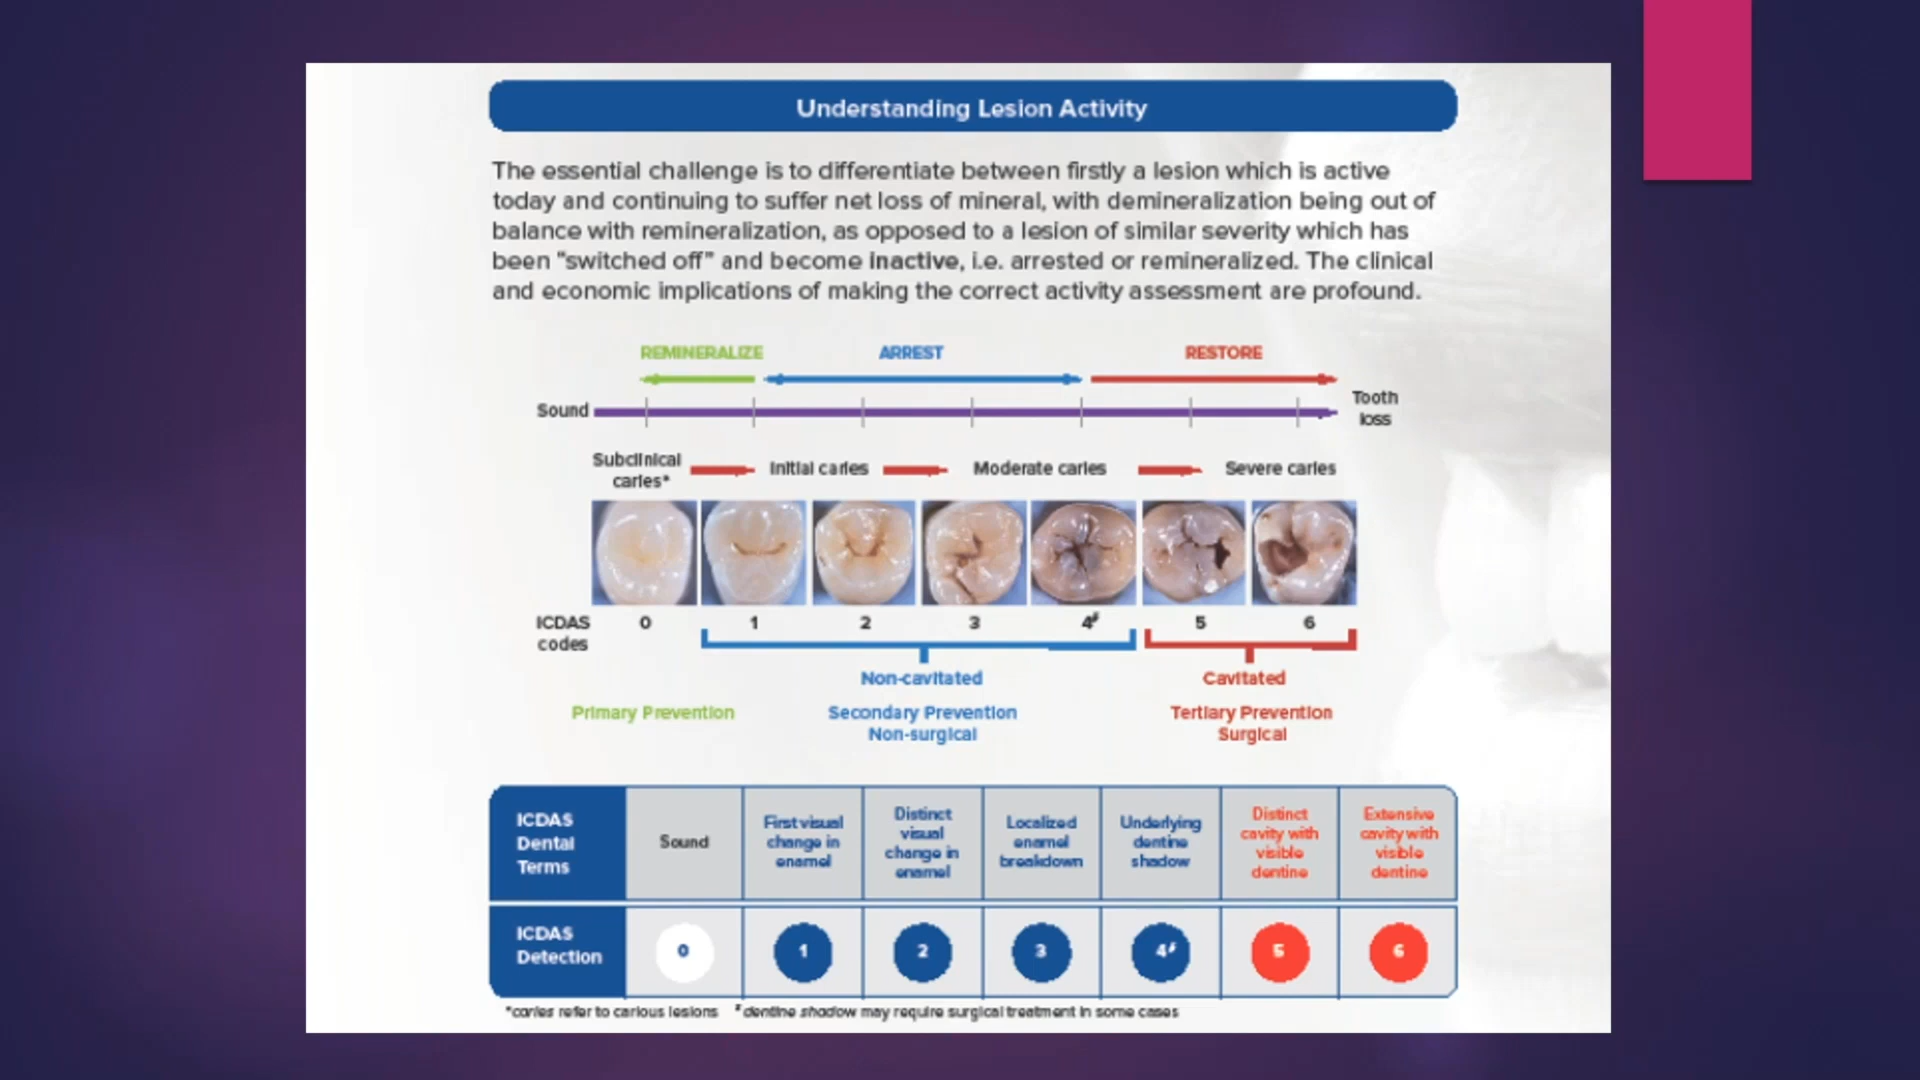 Understanding Lesion Activity
The essential challenge is to differentiate between firstly a lesion which is active
today and continuing to suffer net loss of mineral, with demineralization being out of
balance with remineralization, as opposed to a lesion of similar severity which has
been "switched off" and become inactive, i.e. arrested or remineralized. The clinical
and economic implications of making the correct activity assessment are profound.
REMINERALIZE ARREST RESTORE
Sound
Tooth
loss
Subclinical
caries*
Initial caries
Moderate caries
Severe caries
ICDAS
codes
0 1 2 3 4# 5 6
Non-cavitated
Cavitated
Primary Prevention
Secondary Prevention
Non-surgical
Tertiary Prevention
Surgical
ICDAS
Dental
Terms
Sound
First visual
change in
enamel
Distinct
visual
change in
enamel
Localized
enamel
breakdown
Underlying
dentine
shadow
Distinct
cavity with
visible
dentine
Extensive
cavity with
visible
dentine
ICDAS
Detection
0 1 2 3 4# 5 6
*caries refer to carious lesions #dentine shadow may require surgical treatment in some cases